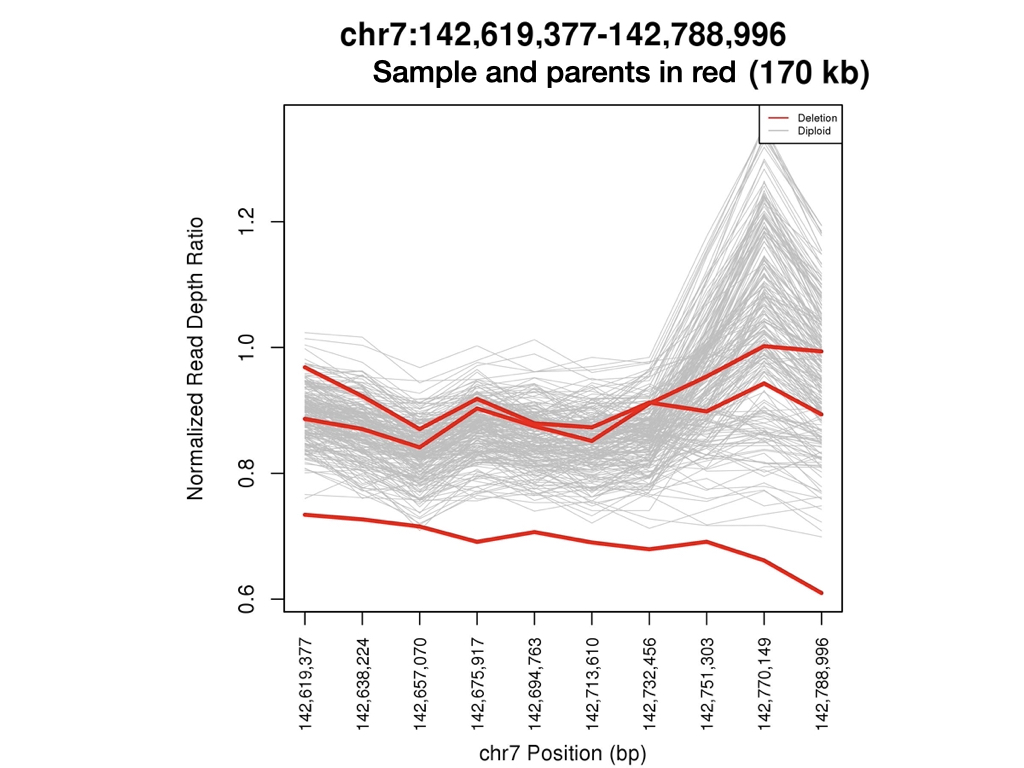 chr7:142,619,377-142,788,996
Sample and parents in red (170 kb)
Deletion
Diploid
Normalized Read Depth Ratio
1.2
1.0
0.8
0.6
142,619,377
142,638,224
142,657,070
142,675,917
142,694,763
142,713,610
142,732,456
142,751,303
142,770,149
142,788,996
chr7 Position (bp)